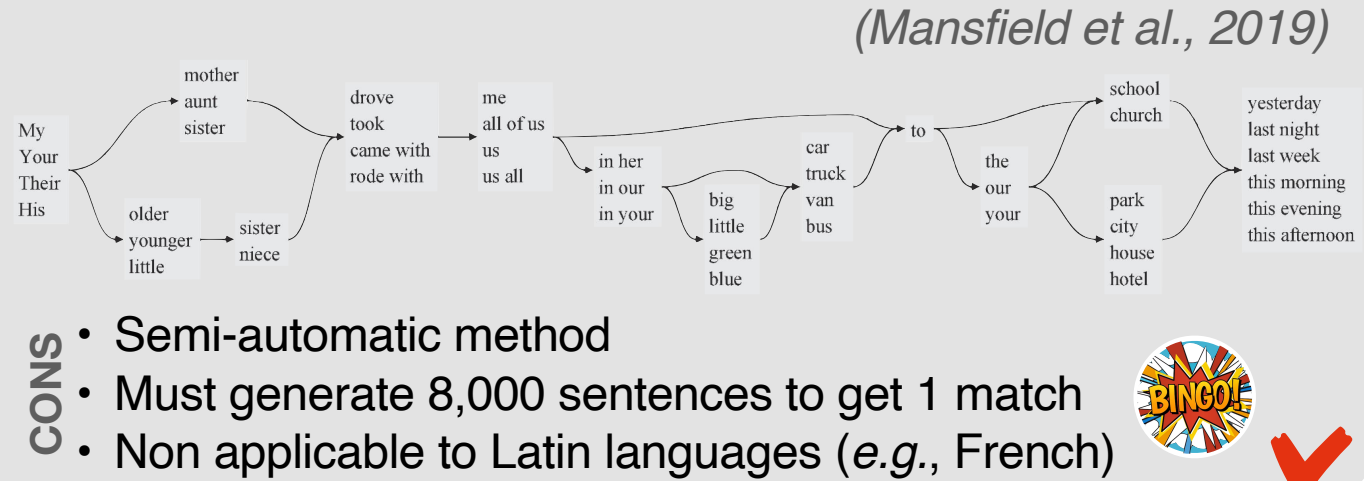 (Mansfield et al., 2019)
My
Your
Their
His
mother
aunt
sister
older
younger
little
sister
niece
drove
took
came with
rode with
me
all of us
us
us all
in her
in our
in your
big
little
green
blue
car
truck
van
bus
to
the
our
your
school
church
park
city
house
hotel
yesterday
last night
last week
this morning
this evening
this afternoon
CONS
• Semi-automatic method
• Must generate 8,000 sentences to get 1 match
• Non applicable to Latin languages (e.g., French)
BINGO!